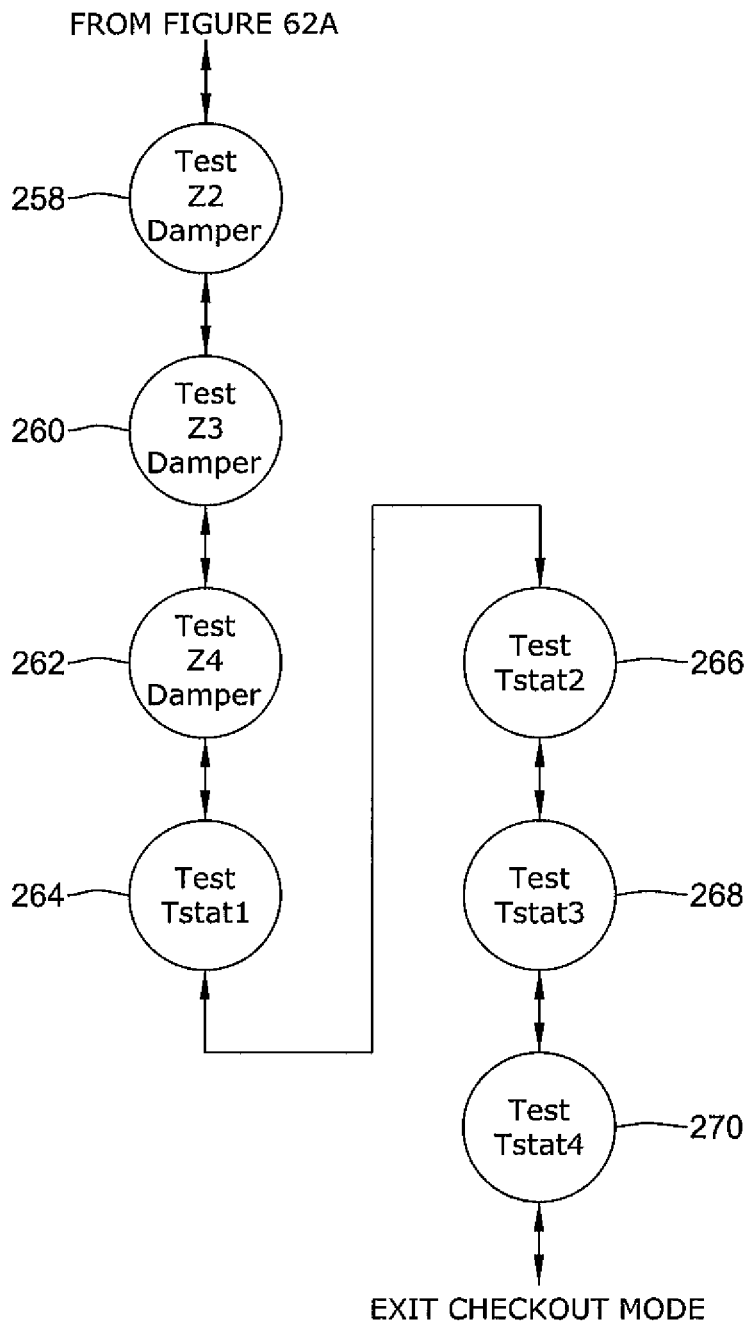 FROM FIGURE 62A
Test
Z2
Damper
258
Test
Z3
Damper
260
Test
Z4
Damper
262
Test
Tstat1
264
Test
Tstat2
266
Test
Tstat3
268
Test
Tstat4
270
EXIT CHECKOUT MODE